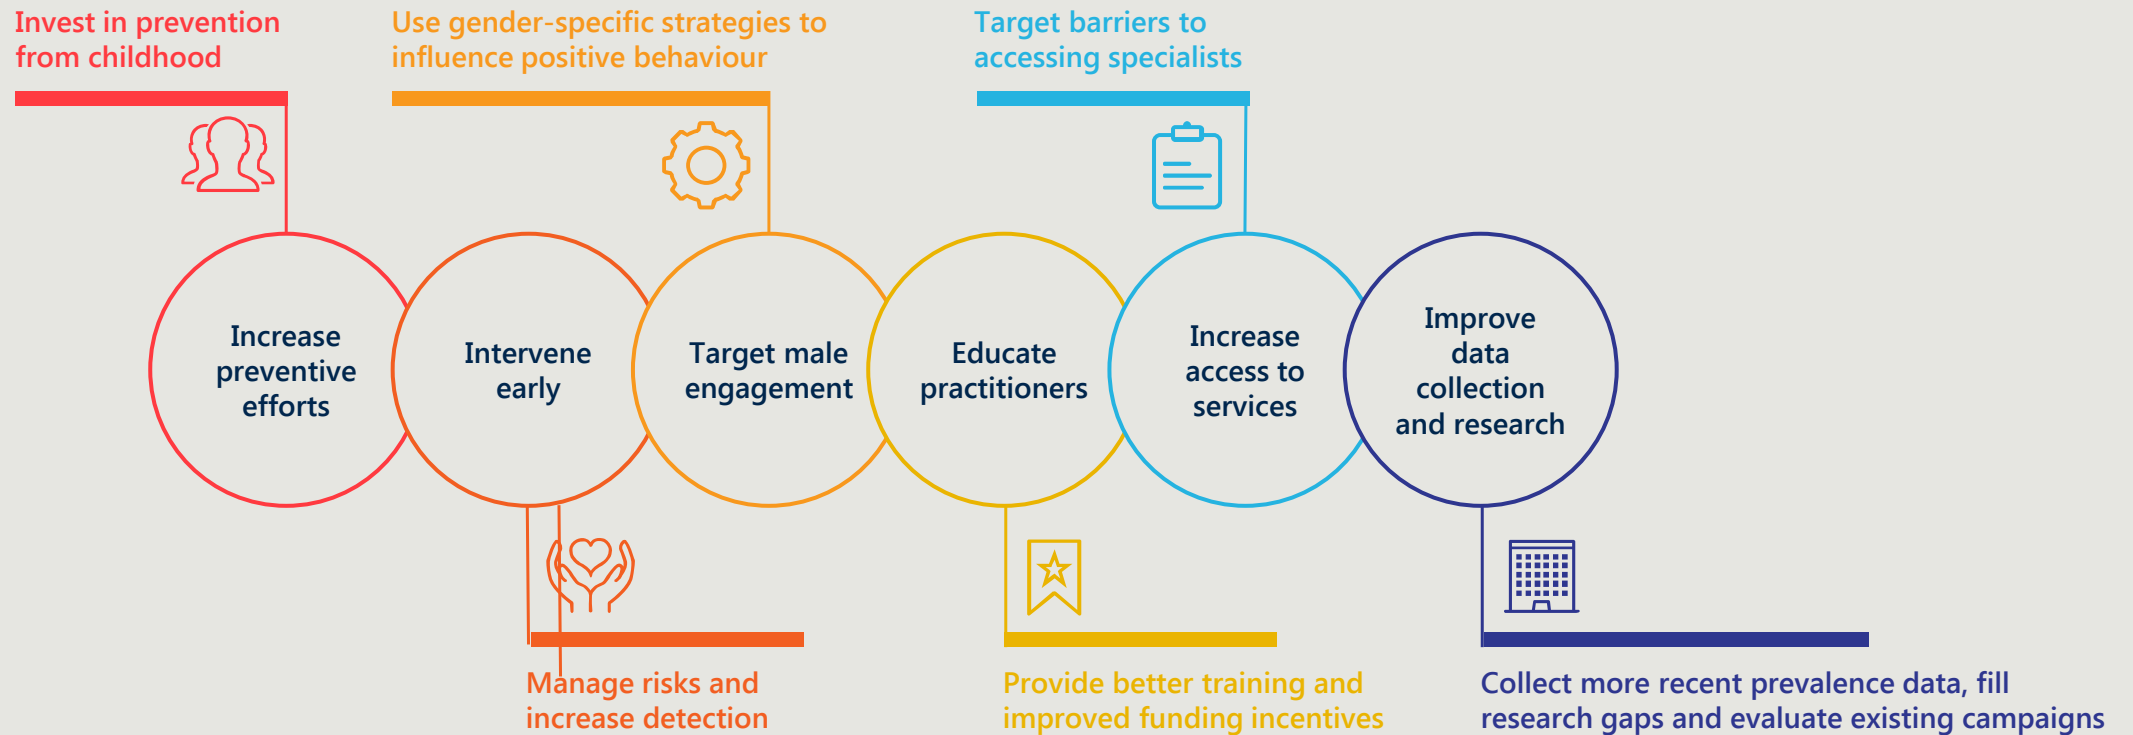 Invest in prevention
from childhood
Use gender-specific strategies to
influence positive behaviour
Target barriers to
accessing specialists
Increase
preventive
efforts
Intervene
early
Target male
engagement
Educate
practitioners
Increase
access to
services
Improve
data
collection
and research
Manage risks and
increase detection
Provide better training and
improved funding incentives
Collect more recent prevalence data, fill
research gaps and evaluate existing campaigns